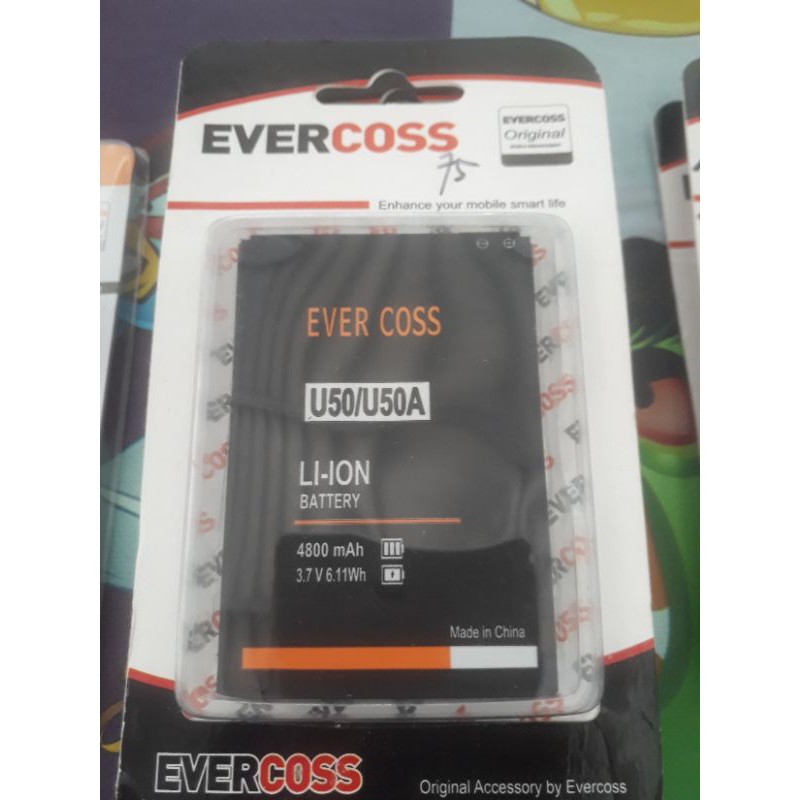 EVERCOSS
EVERCOSS
Original
75
Enhance your mobile smart life
EVER COSS
U50/U50A
LI-ION
BATTERY
4800 mAh
3.7 V 6.11Wh
Made in China
EVERCOSS
Original Accessory by Evercoss